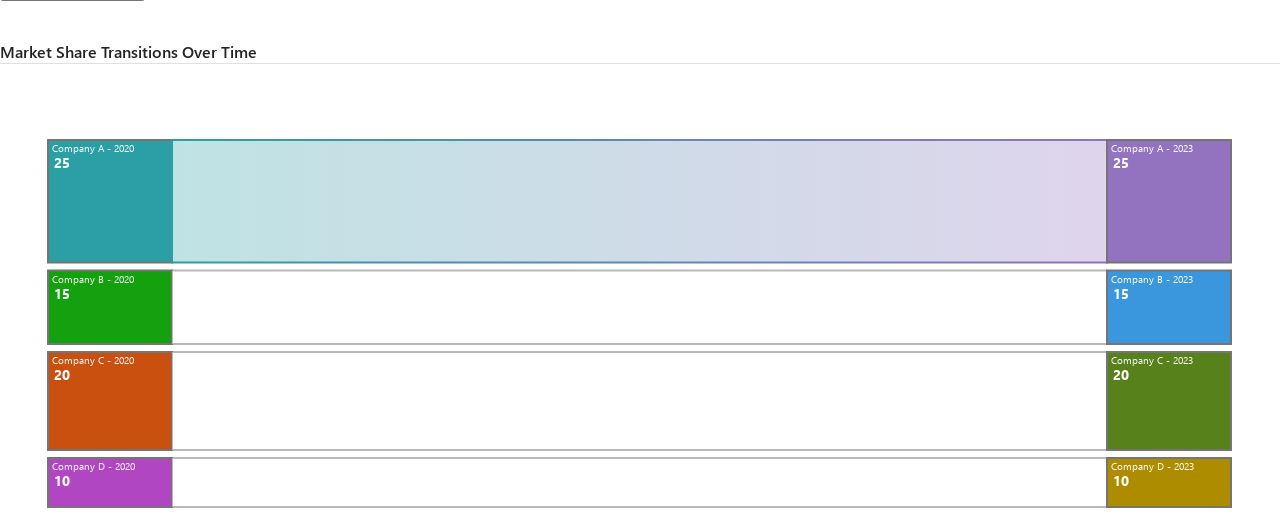 Market Share Transitions Over Time
Company A - 2020
25
Company A - 2023
25
Company B - 2020
15
Company B - 2023
15
Company C - 2020
20
Company C - 2023
20
Company D - 2020
10
Company D - 2023
10